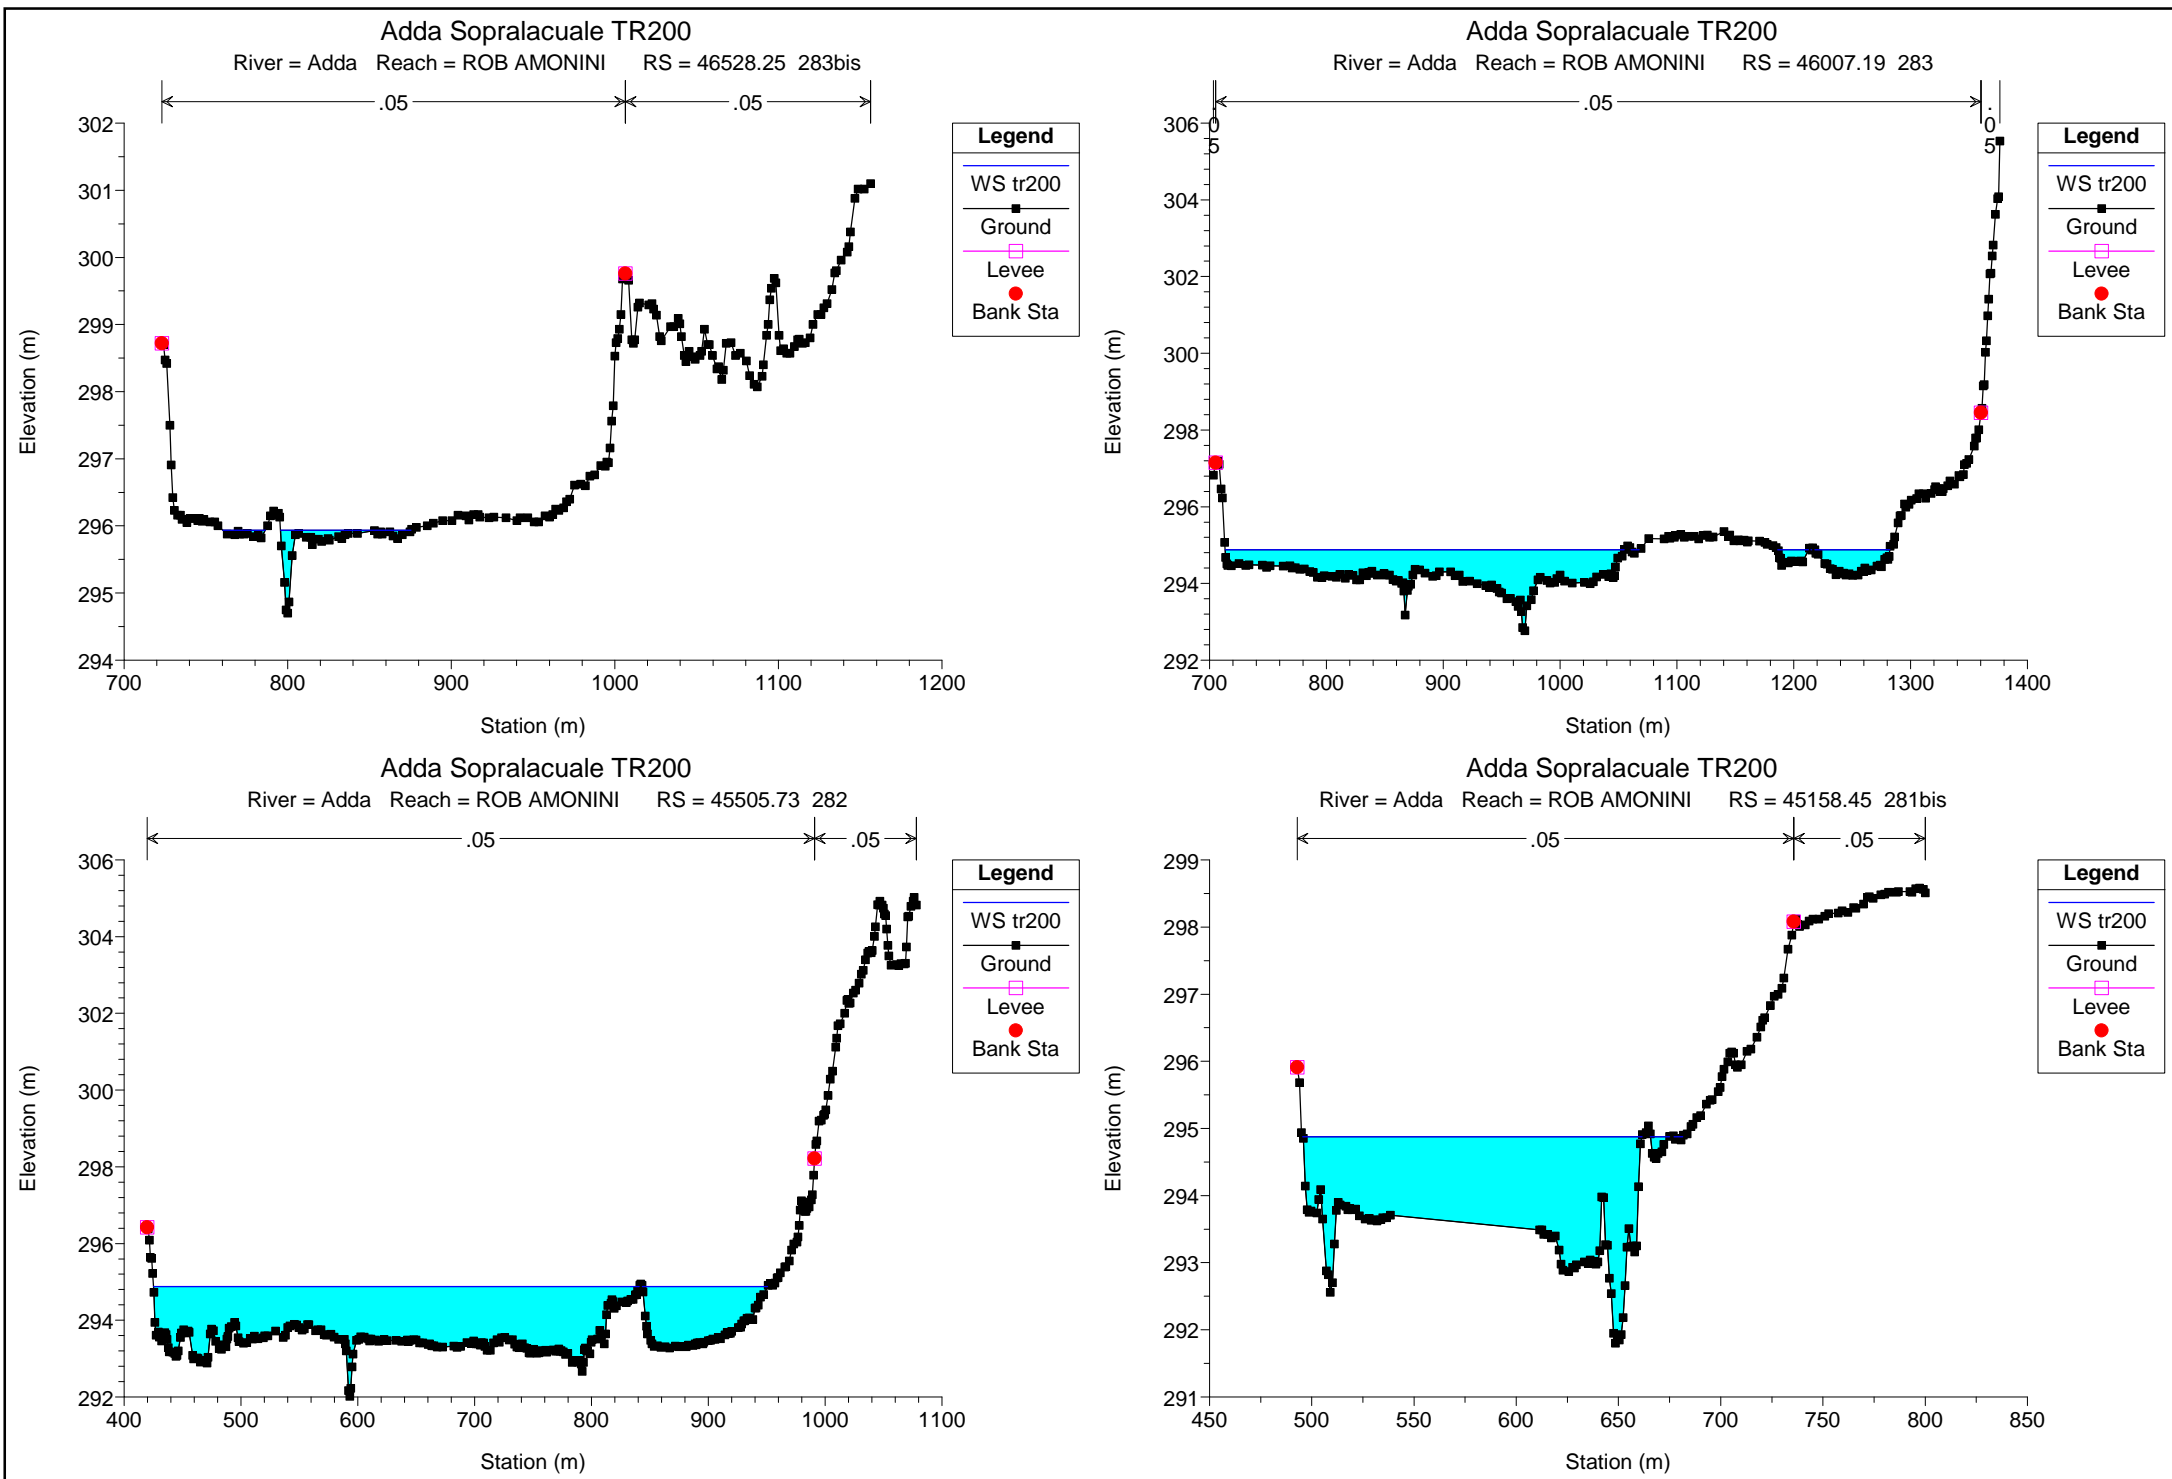 Adda Sopralacuale TR200
River = Adda Reach = ROB AMONINI RS = 46528.25 283bis
.05 .05
302
301
300
299
298
297
296
295
294
Elevation (m)
700 800 900 1000 1100 1200
Station (m)
Legend
WS tr200
Ground
Levee
Bank Sta
Adda Sopralacuale TR200
River = Adda Reach = ROB AMONINI RS = 46007.19 283
.05 .05 .05
306
304
302
300
298
296
294
292
Elevation (m)
700 800 900 1000 1100 1200 1300 1400
Station (m)
Legend
WS tr200
Ground
Levee
Bank Sta
Adda Sopralacuale TR200
River = Adda Reach = ROB AMONINI RS = 45505.73 282
.05 .05
306
304
302
300
298
296
294
292
Elevation (m)
400 500 600 700 800 900 1000 1100
Station (m)
Legend
WS tr200
Ground
Levee
Bank Sta
Adda Sopralacuale TR200
River = Adda Reach = ROB AMONINI RS = 45158.45 281bis
.05 .05
299
298
297
296
295
294
293
292
291
Elevation (m)
450 500 550 600 650 700 750 800 850
Station (m)
Legend
WS tr200
Ground
Levee
Bank Sta